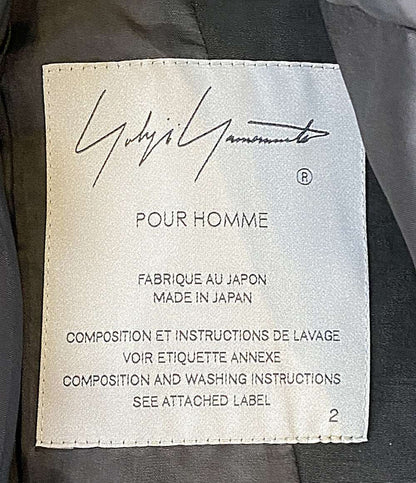 Yohji Yamamoto
®
POUR HOMME
FABRIQUE AU JAPON
MADE IN JAPAN
COMPOSITION ET INSTRUCTIONS DE LAVAGE
VOIR ETIQUETTE ANNEXE
COMPOSITION AND WASHING INSTRUCTIONS
SEE ATTACHED LABEL
2